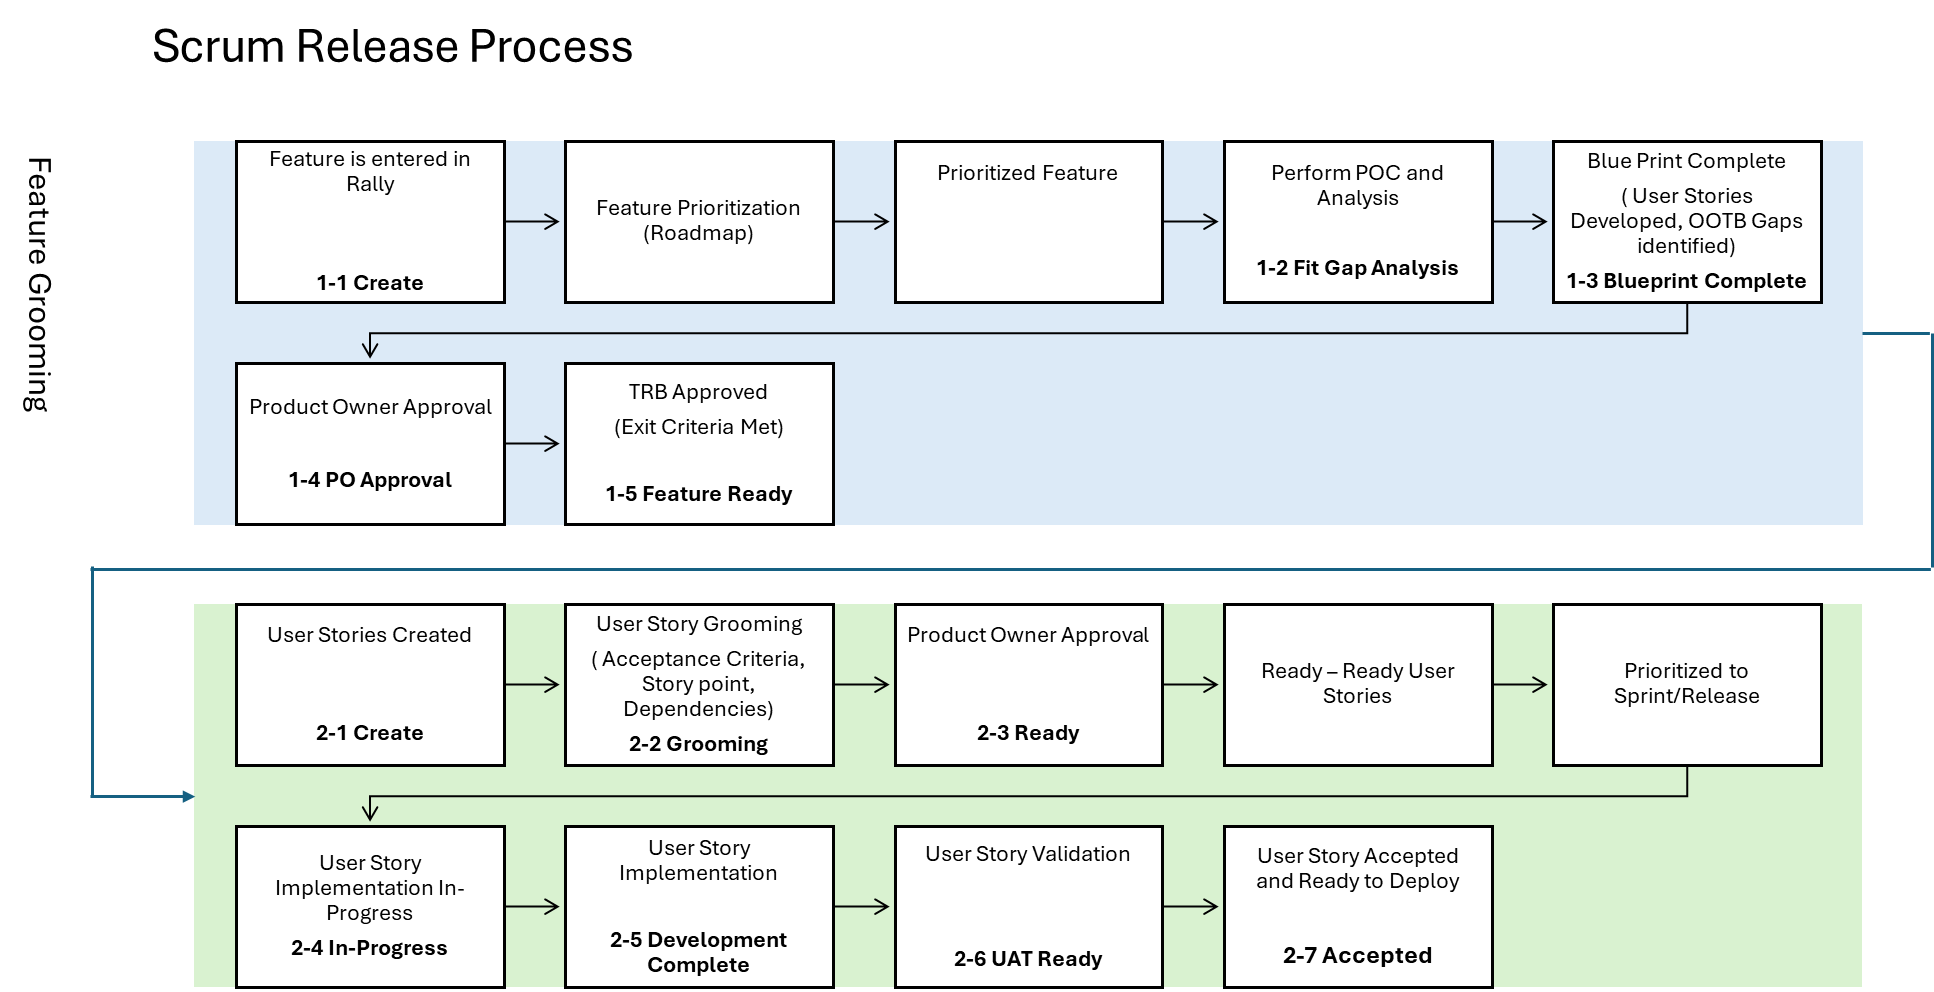 Scrum Release Process
Feature Grooming
Feature is entered in
Rally
1-1 Create
Feature Prioritization
(Roadmap)
Prioritized Feature
Perform POC and
Analysis
1-2 Fit Gap Analysis
Blue Print Complete
( User Stories
Developed, OOTB Gaps
identified)
1-3 Blueprint Complete
Product Owner Approval
1-4 PO Approval
TRB Approved
(Exit Criteria Met)
1-5 Feature Ready
User Stories Created
2-1 Create
User Story Grooming
( Acceptance Criteria,
Story point,
Dependencies)
2-2 Grooming
Product Owner Approval
2-3 Ready
Ready – Ready User
Stories
Prioritized to
Sprint/Release
User Story
Implementation In-
Progress
2-4 In-Progress
User Story
Implementation
2-5 Development
Complete
User Story Validation
2-6 UAT Ready
User Story Accepted
and Ready to Deploy
2-7 Accepted